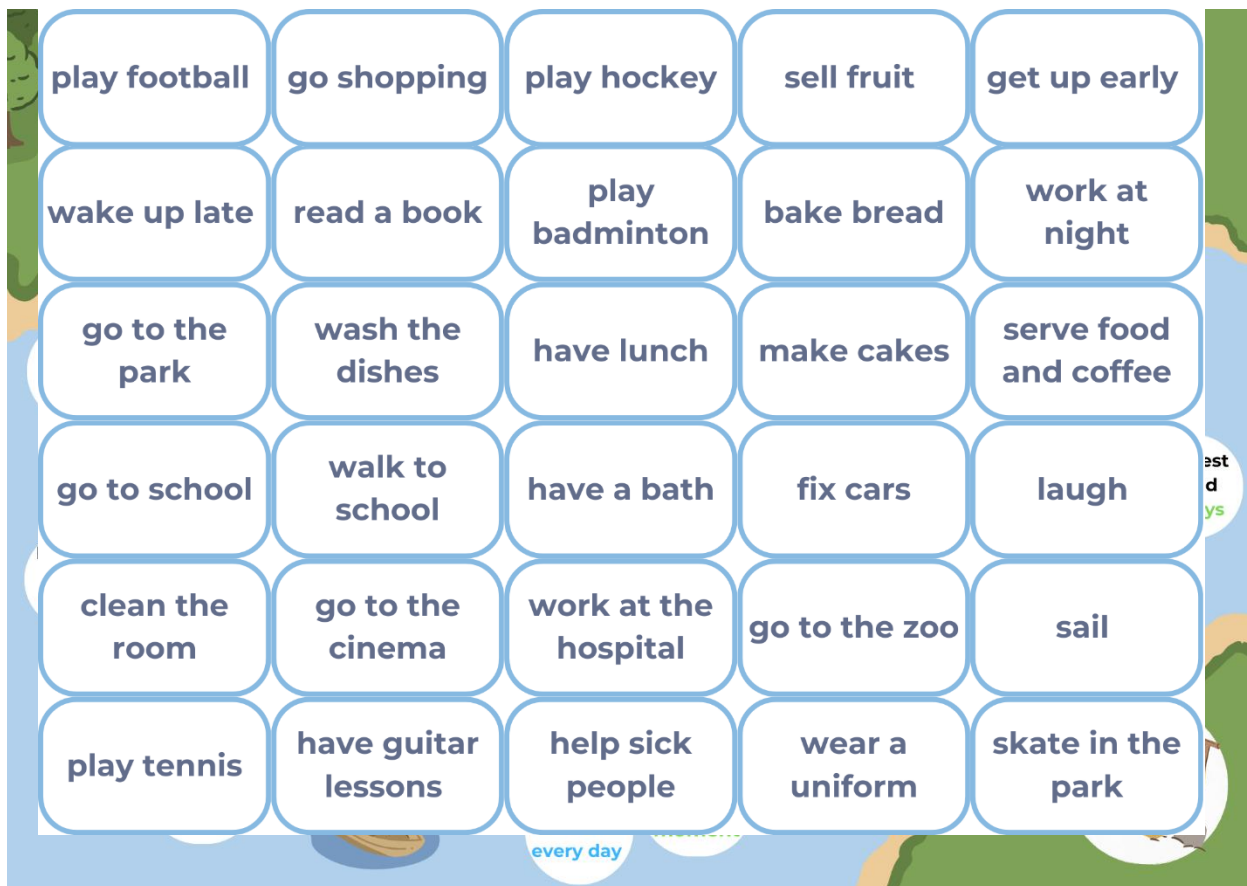 play football
go shopping
play hockey
sell fruit
get up early
wake up late
read a book
play
badminton
bake bread
work at
night
go to the
park
wash the
dishes
have lunch
make cakes
serve food
and coffee
go to school
walk to
school
have a bath
fix cars
laugh
est
d
ys
clean the
room
go to the
cinema
work at the
hospital
go to the zoo
sail
play tennis
have guitar
lessons
help sick
people
wear a
uniform
skate in the
park
every day